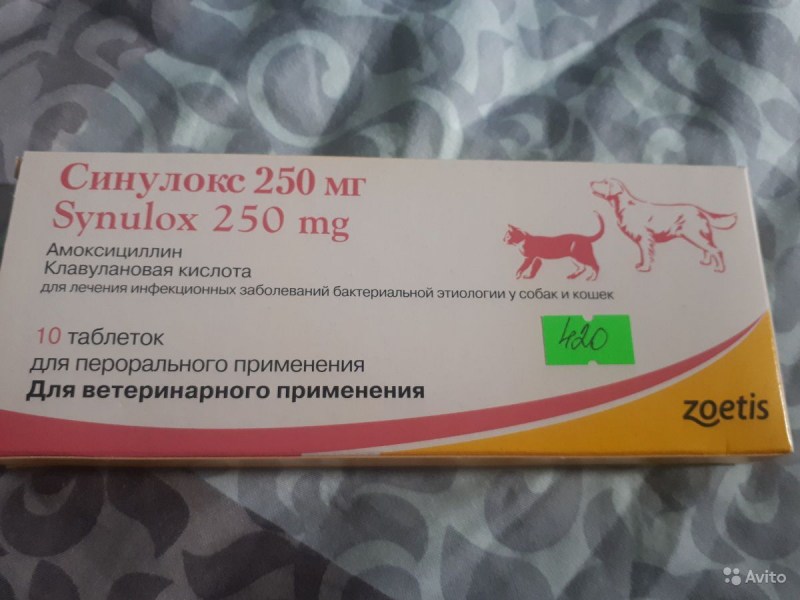 Синулокс 250 мг
Synulox 250 mg
Амоксициллин
Клавулановая кислота
для лечения инфекционных заболеваний бактериальной этиологии у собак и кошек
10 таблеток
для перорального применения
Для ветеринарного применения
420
zoetis
Avito